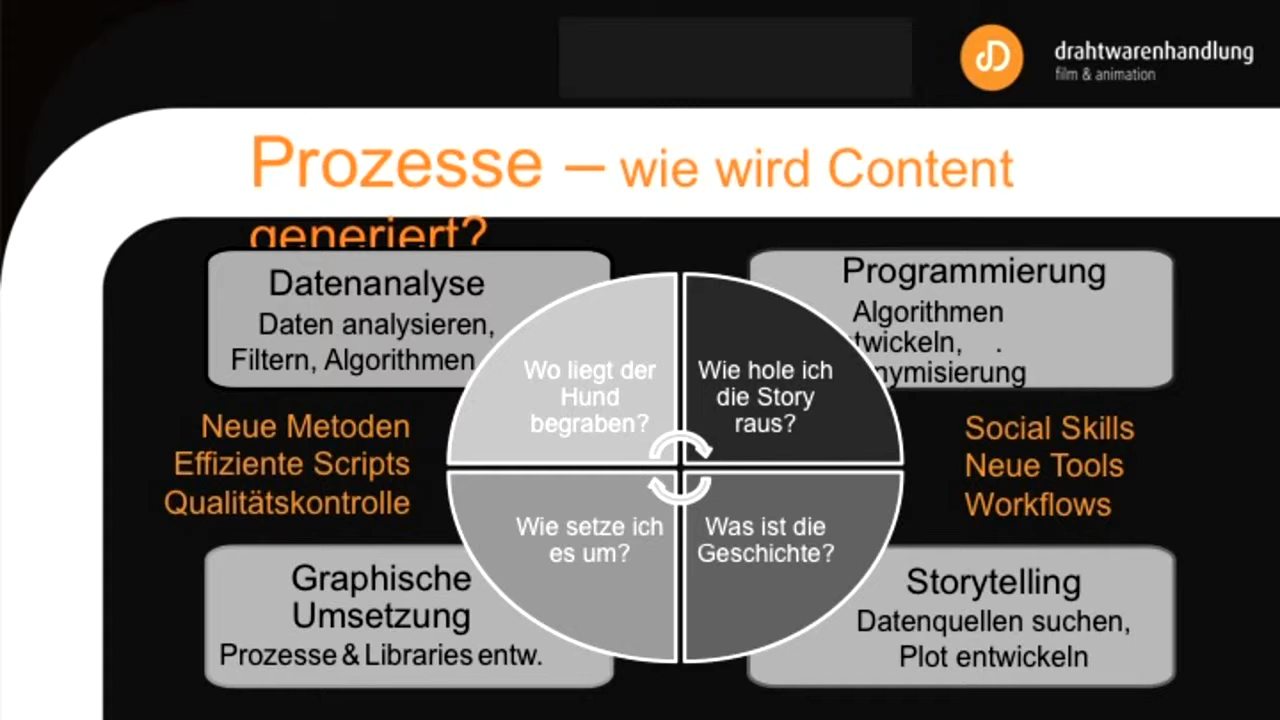 drahtwarenhandlung
film & animation
Prozesse – wie wird Content
generiert?
Datenanalyse
Daten analysieren,
Filtern, Algorithmen
Programmierung
Algorithmen
twickeln, .
nymisierung
Wo liegt der
Hund
begraben?
Wie hole ich
die Story
raus?
Neue Metoden
Effiziente Scripts
Qualitätskontrolle
Social Skills
Neue Tools
Workflows
Wie setze ich
es um?
Was ist die
Geschichte?
Graphische
Umsetzung
Prozesse & Libraries entw.
Storytelling
Datenquellen suchen,
Plot entwickeln